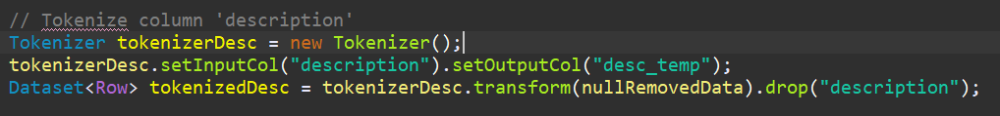 // Tokenize column 'description'
Tokenizer tokenizerDesc = new Tokenizer();
tokenizerDesc.setInputCol("description").setOutputCol("desc_temp");
Dataset<Row> tokenizedDesc = tokenizerDesc.transform(nullRemovedData).drop("description");